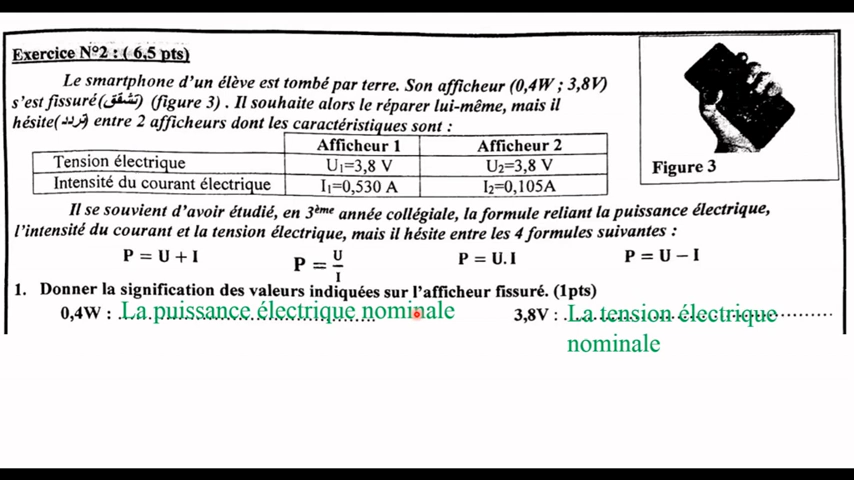 Exercice N°2 : ( 6,5 pts)
Le smartphone d'un élève est tombé par terre. Son afficheur (0,4W ; 3,8V)
s'est fissuré (تشقق) (figure 3) . Il souhaite alors le réparer lui-même, mais il
hésite (تردد) entre 2 afficheurs dont les caractéristiques sont :
Afficheur 1 Afficheur 2
Tension électrique U1=3,8 V U2=3,8 V
Intensité du courant électrique I1=0,530 A I2=0,105A
Figure 3
Il se souvient d'avoir étudié, en 3ème année collégiale, la formule reliant la puissance électrique,
l'intensité du courant et la tension électrique, mais il hésite entre les 4 formules suivantes :
P = U + I P = U/I P = U.I P = U − I
1. Donner la signification des valeurs indiquées sur l'afficheur fissuré. (1pts)
0,4W : La puissance électrique nominale 3,8V : La tension électrique
nominale